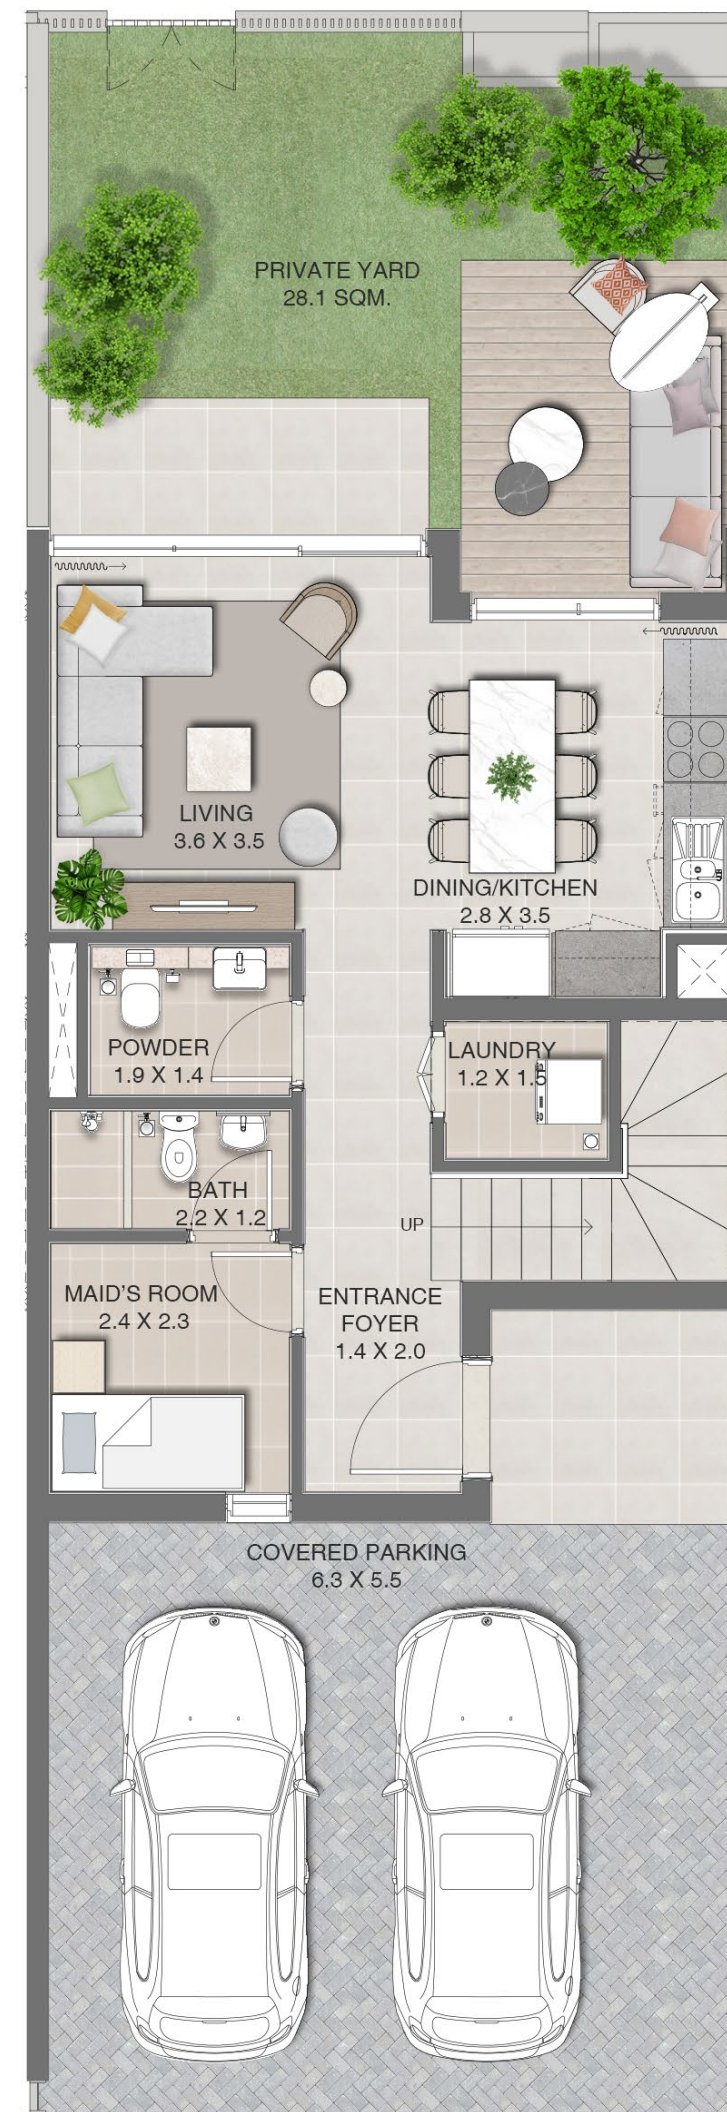 PRIVATE YARD
28.1 SQM.
LIVING
3.6 X 3.5
DINING/KITCHEN
2.8 X 3.5
POWDER
1.9 X 1.4
LAUNDRY
1.2 X 1.5
BATH
2.2 X 1.2
UP
MAID'S ROOM
2.4 X 2.3
ENTRANCE
FOYER
1.4 X 2.0
COVERED PARKING
6.3 X 5.5